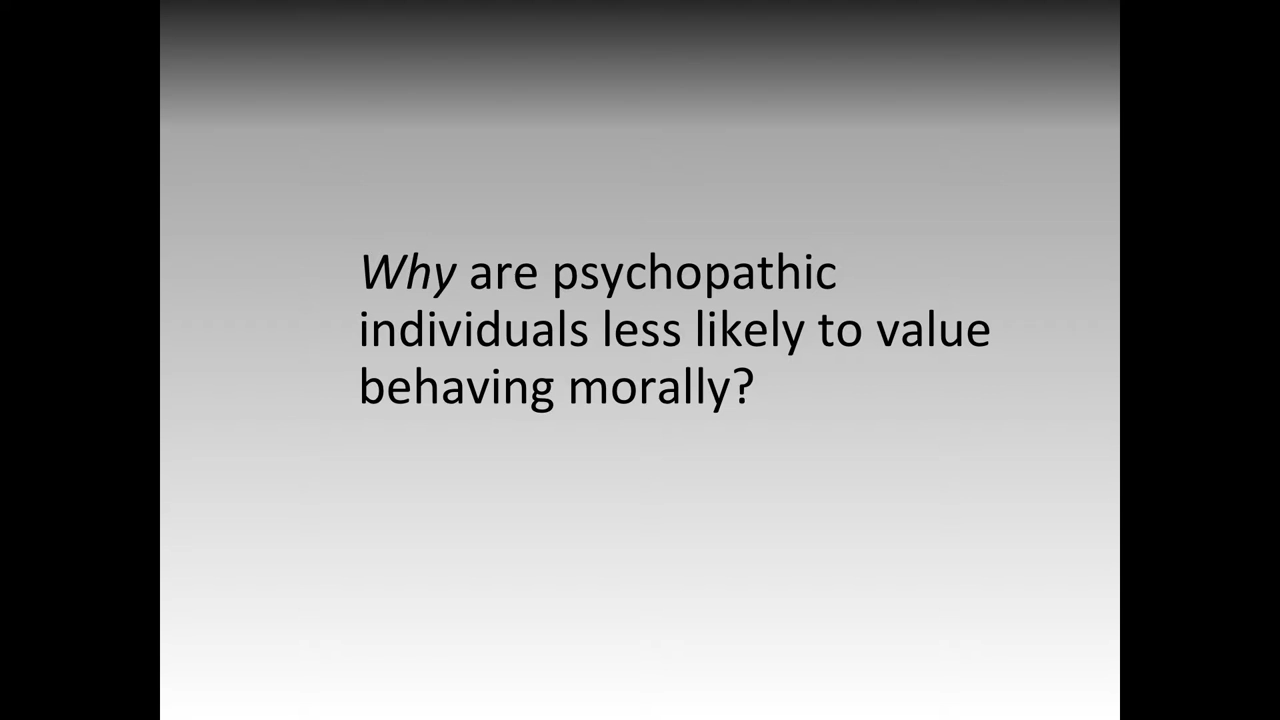 Why are psychopathic
individuals less likely to value
behaving morally?